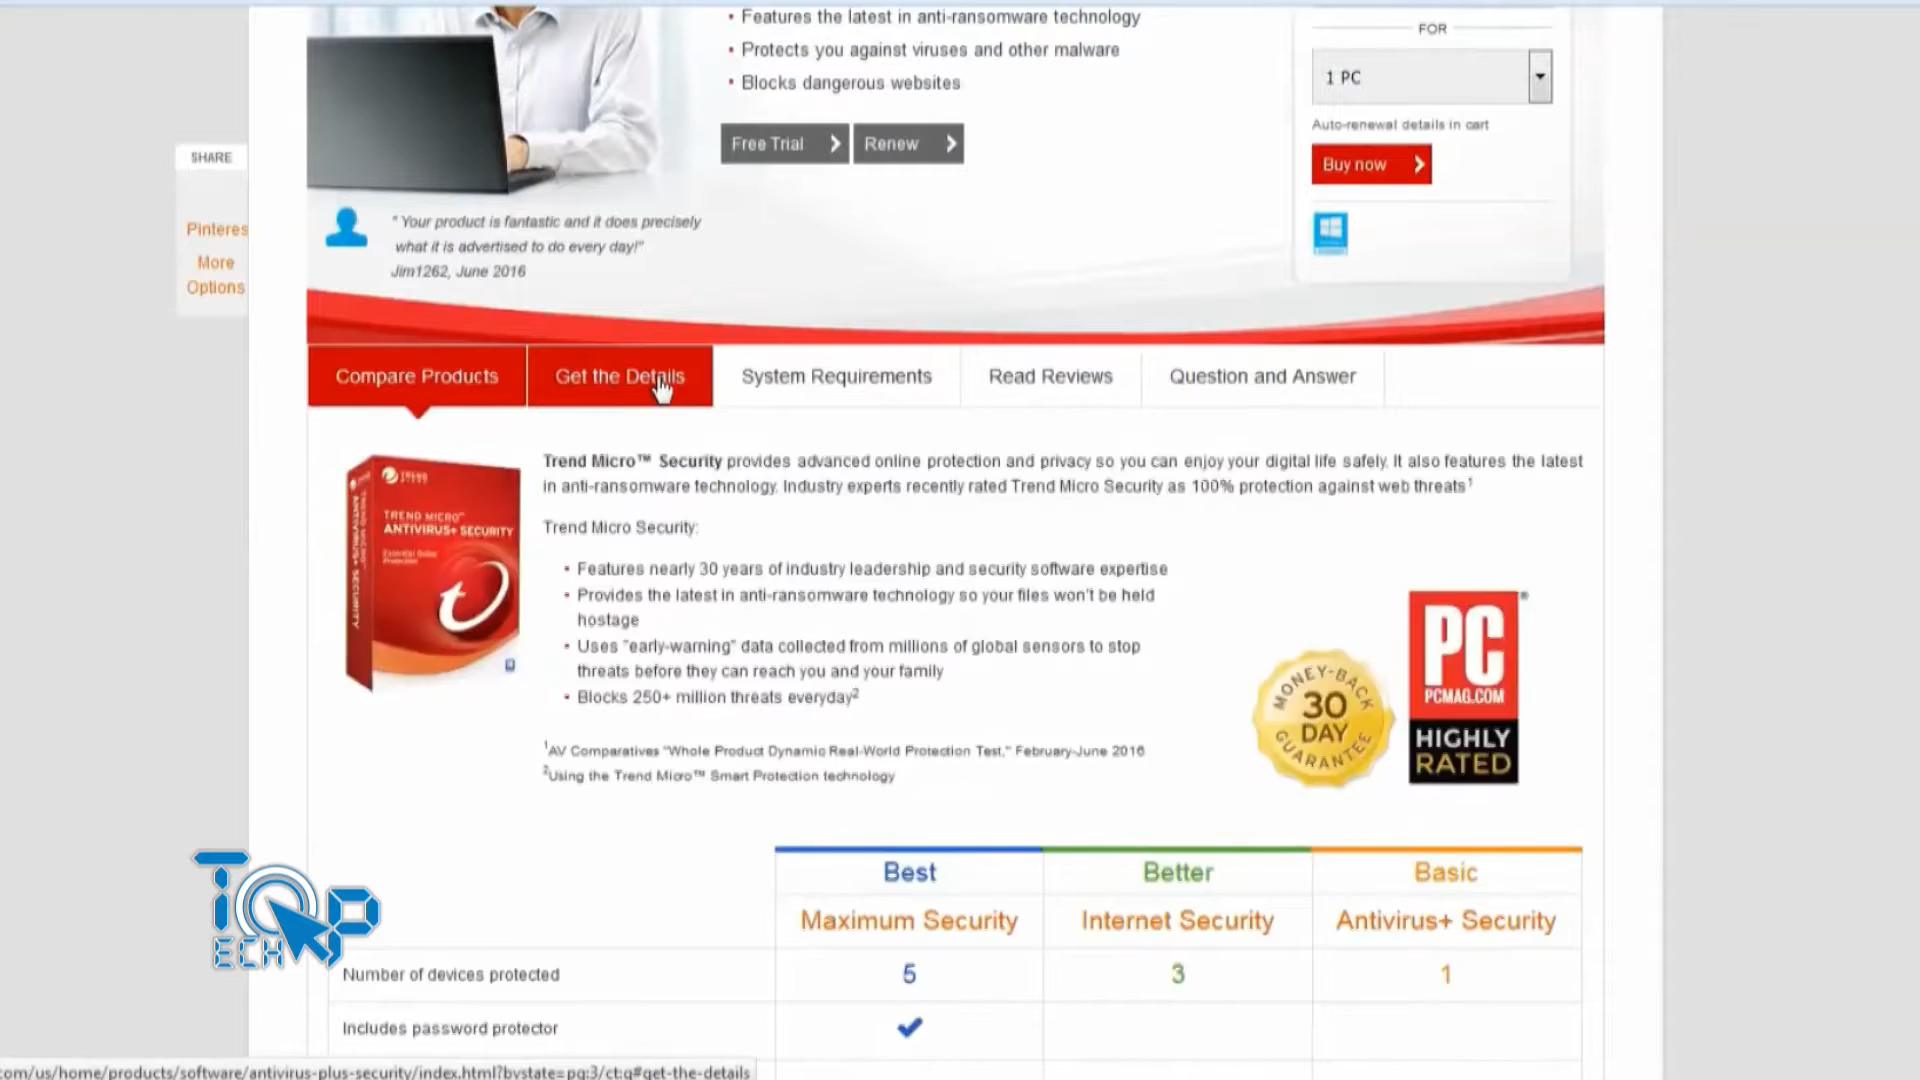 • Features the latest in anti-ransomware technology
• Protects you against viruses and other malware
• Blocks dangerous websites
Free Trial
Renew
FOR
1 PC
Auto-renewal details in cart
Buy now
SHARE
Pinteres
More
Options
" Your product is fantastic and it does precisely
what it is advertised to do every day!"
Jim1262, June 2016
Compare Products
Get the Details
System Requirements
Read Reviews
Question and Answer
TREND
TREND MICRO™
ANTIVIRUS+ SECURITY
Essential Online
Protection
TREND MICRO ANTIVIRUS+ SECURITY
Trend Micro™ Security provides advanced online protection and privacy so you can enjoy your digital life safely. It also features the latest
in anti-ransomware technology. Industry experts recently rated Trend Micro Security as 100% protection against web threats¹
Trend Micro Security:
• Features nearly 30 years of industry leadership and security software expertise
• Provides the latest in anti-ransomware technology so your files won't be held
hostage
• Uses "early-warning" data collected from millions of global sensors to stop
threats before they can reach you and your family
• Blocks 250+ million threats everyday²
¹AV Comparatives "Whole Product Dynamic Real-World Protection Test," February-June 2016
²Using the Trend Micro™ Smart Protection technology
MONEY-BACK
30
DAY
GUARANTEE
PC®
PCMAG.COM
HIGHLY
RATED
Best
Better
Basic
Maximum Security
Internet Security
Antivirus+ Security
Number of devices protected
5
3
1
Includes password protector
✔
TOP
ECH
com/us/home/products/software/antivirus-plus-security/index.html?bvstate=pg:3/ct:q#get-the-details